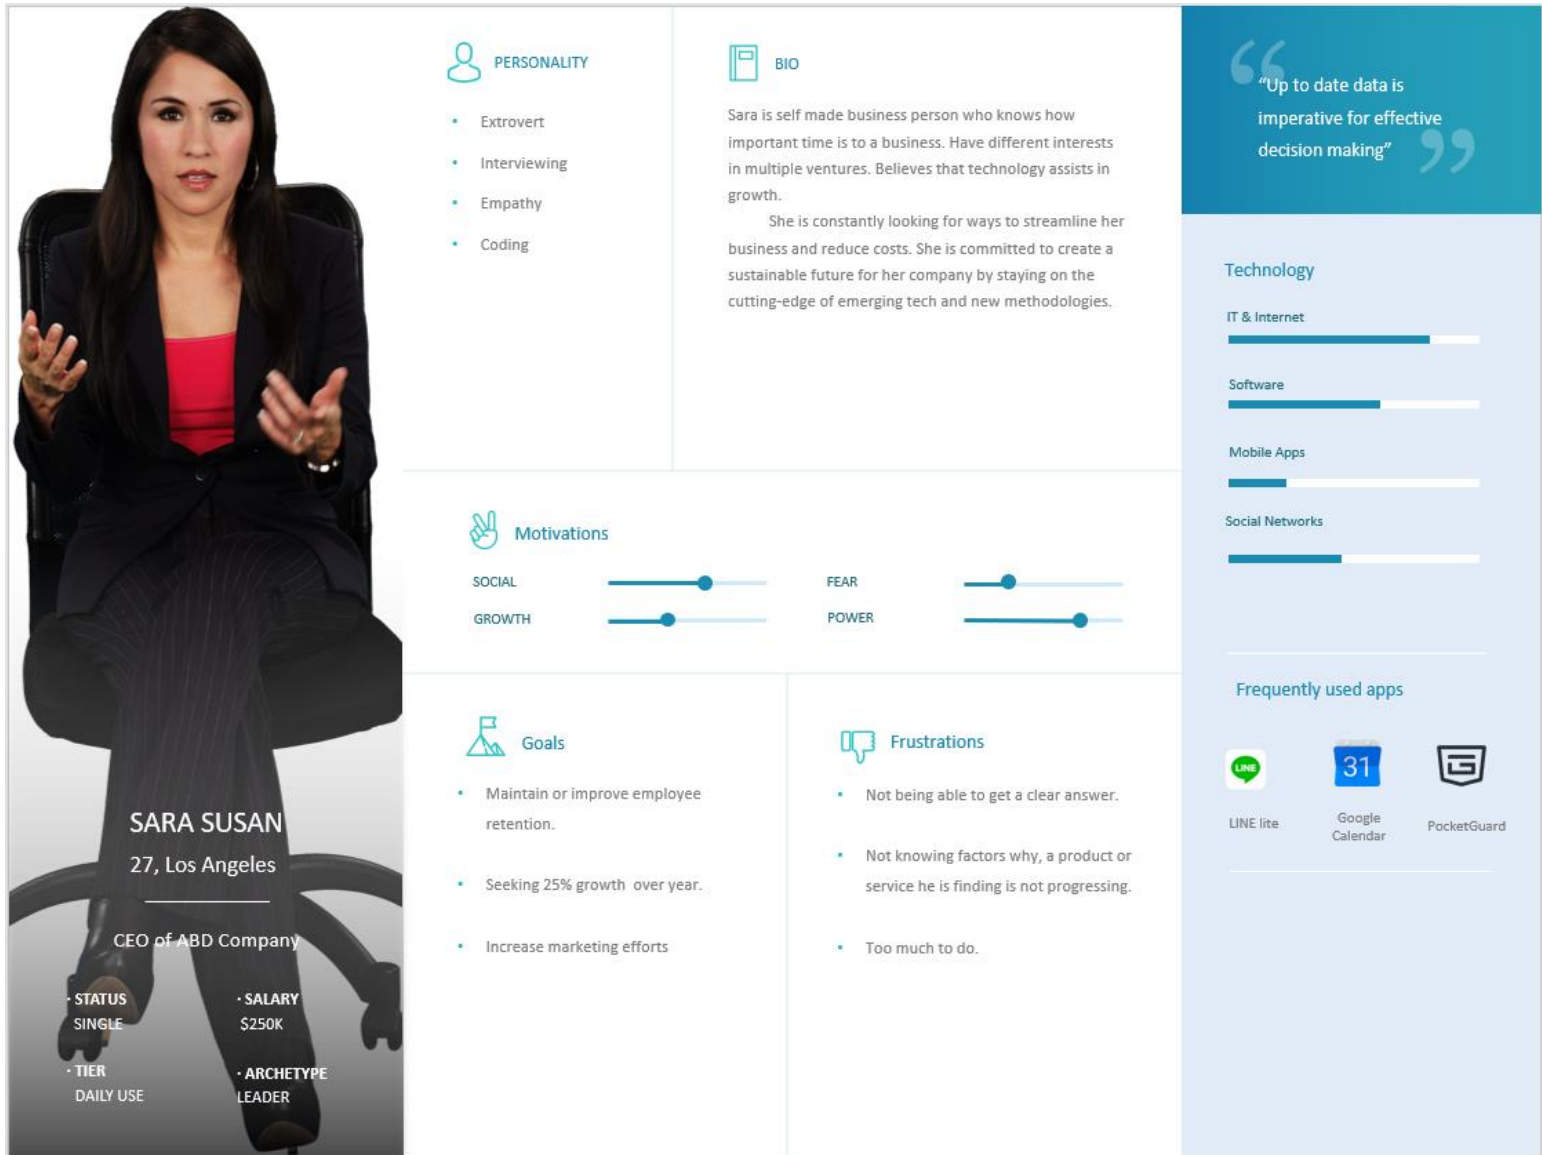 SARA SUSAN
27, Los Angeles
CEO of ABD Company
· STATUS
SINGLE
· SALARY
$250K
· TIER
DAILY USE
· ARCHETYPE
LEADER
PERSONALITY
• Extrovert
• Interviewing
• Empathy
• Coding
BIO
Sara is self made business person who knows how
important time is to a business. Have different interests
in multiple ventures. Believes that technology assists in
growth.
She is constantly looking for ways to streamline her
business and reduce costs. She is committed to create a
sustainable future for her company by staying on the
cutting-edge of emerging tech and new methodologies.
Motivations
SOCIAL
GROWTH
FEAR
POWER
Goals
• Maintain or improve employee
retention.
• Seeking 25% growth over year.
• Increase marketing efforts
Frustrations
• Not being able to get a clear answer.
• Not knowing factors why, a product or
service he is finding is not progressing.
• Too much to do.
“Up to date data is
imperative for effective
decision making”
Technology
IT & Internet
Software
Mobile Apps
Social Networks
Frequently used apps
LINE
31
LINE lite
Google
Calendar
PocketGuard